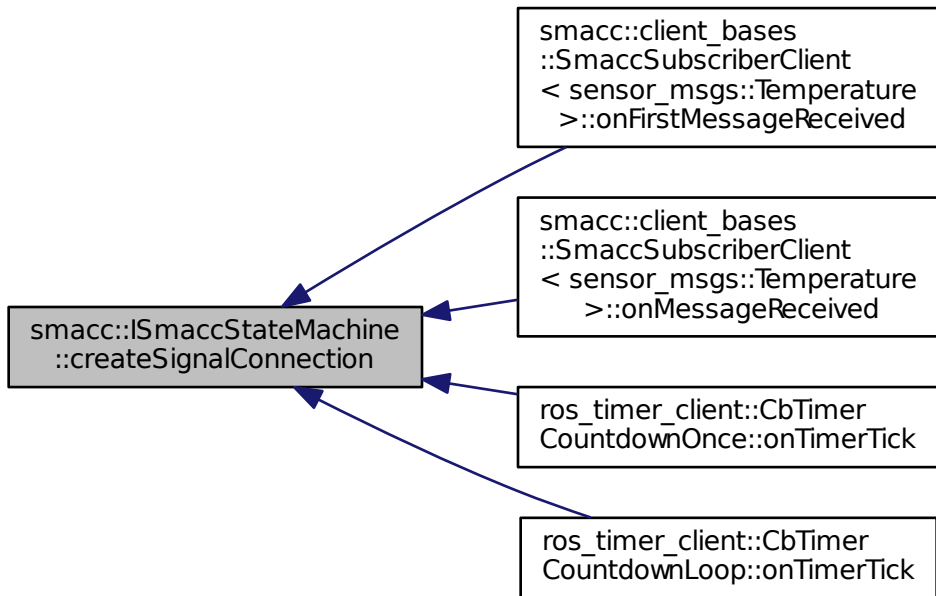 smacc::client_bases
::SmaccSubscriberClient
< sensor_msgs::Temperature
>::onFirstMessageReceived
smacc::client_bases
::SmaccSubscriberClient
< sensor_msgs::Temperature
>::onMessageReceived
smacc::ISmaccStateMachine
::createSignalConnection
ros_timer_client::CbTimer
CountdownOnce::onTimerTick
ros_timer_client::CbTimer
CountdownLoop::onTimerTick